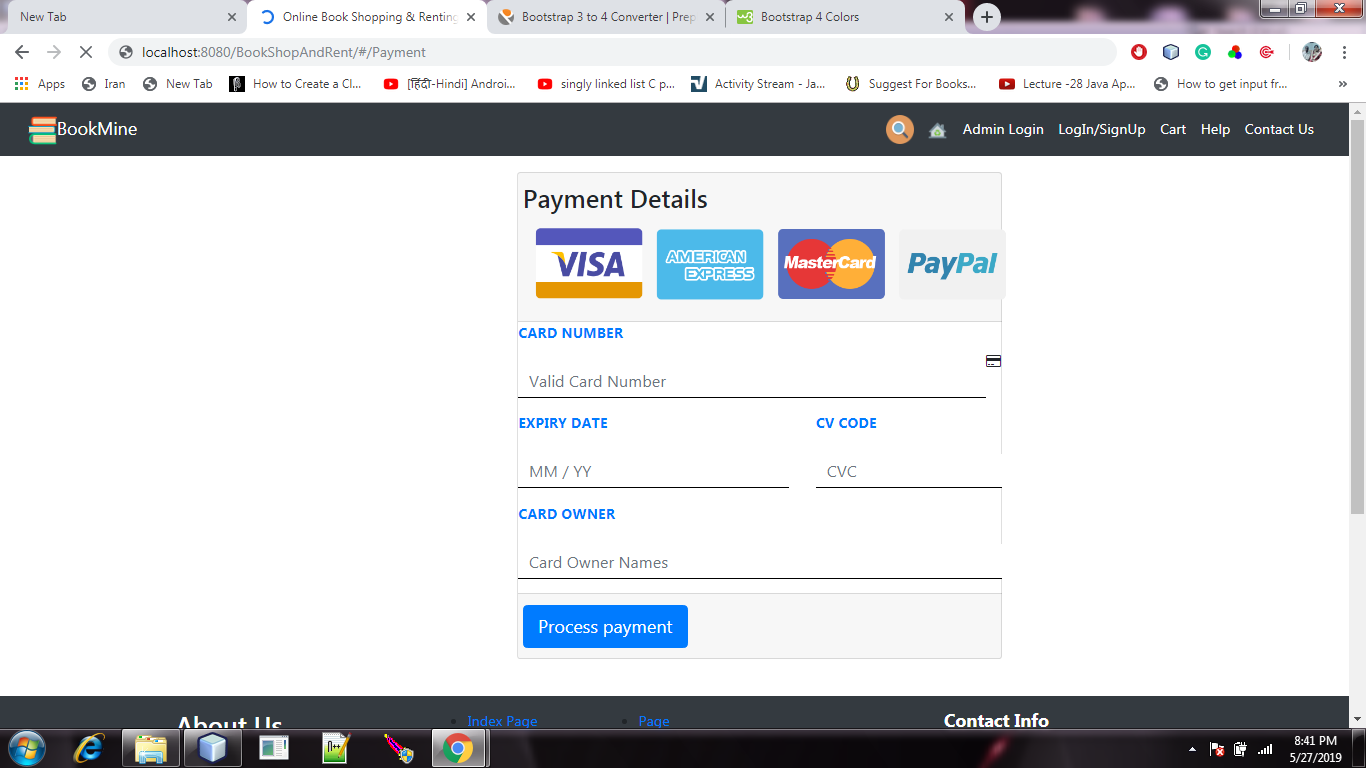 New Tab
Online Book Shopping & Renting
Bootstrap 3 to 4 Converter | Prep
Bootstrap 4 Colors
localhost:8080/BookShopAndRent/#/Payment
Apps
Iran
New Tab
How to Create a Cl...
[हिंदी-Hindi] Androi...
singly linked list C p...
Activity Stream - Ja...
Suggest For Books...
Lecture -28 Java Ap...
How to get input fr...
»
BookMine
Admin Login LogIn/SignUp Cart Help Contact Us
Payment Details
VISA
AMERICAN EXPRESS
MasterCard
PayPal
CARD NUMBER
Valid Card Number
EXPIRY DATE
CV CODE
MM / YY
CVC
CARD OWNER
Card Owner Names
Process payment
About Us
Index Page
Page
Contact Info
8:41 PM
5/27/2019